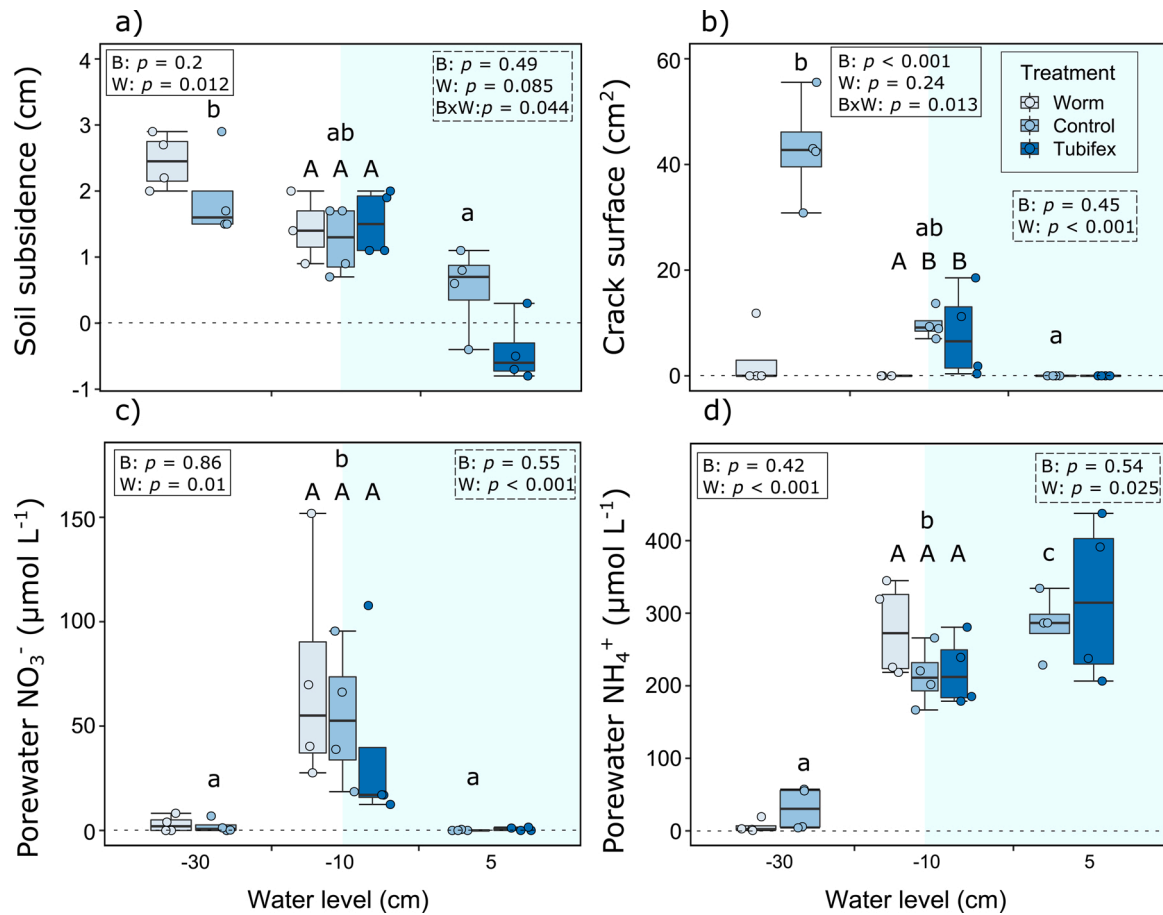 a)
Soil subsidence (cm)
4
3
2
1
0
-1
B: p = 0.2
W: p = 0.012
B: p = 0.49
W: p = 0.085
BxW: p = 0.044
b
ab
A A A
a
b)
Crack surface (cm²)
60
40
20
0
b
B: p < 0.001
W: p = 0.24
BxW: p = 0.013
Treatment
Worm
Control
Tubifex
B: p = 0.45
W: p < 0.001
ab
A B B
a
c)
Porewater NO₃⁻ (µmol L⁻¹)
150
100
50
0
B: p = 0.86
W: p = 0.01
B: p = 0.55
W: p < 0.001
b
A A A
a
a
-30
-10
5
Water level (cm)
d)
Porewater NH₄⁺ (µmol L⁻¹)
400
300
200
100
0
B: p = 0.42
W: p < 0.001
B: p = 0.54
W: p = 0.025
b
A A A
c
a
-30
-10
5
Water level (cm)